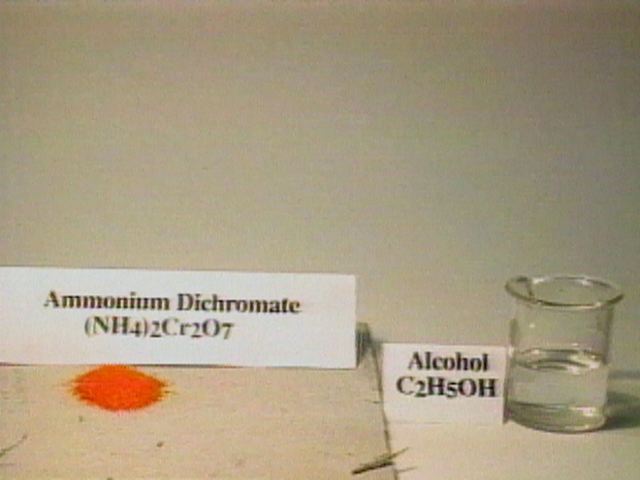 Ammonium Dichromate
(NH4)2Cr2O7
Alcohol
C2H5OH